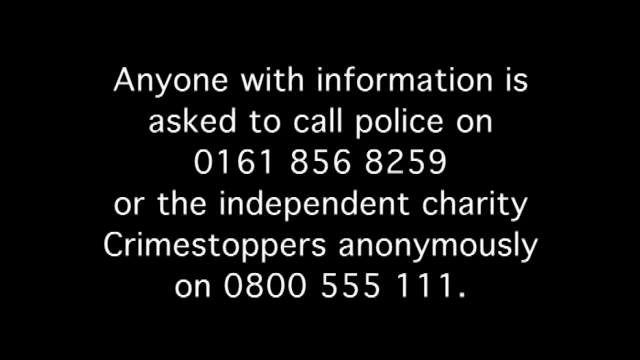 Anyone with information is
asked to call police on
0161 856 8259
or the independent charity
Crimestoppers anonymously
on 0800 555 111.